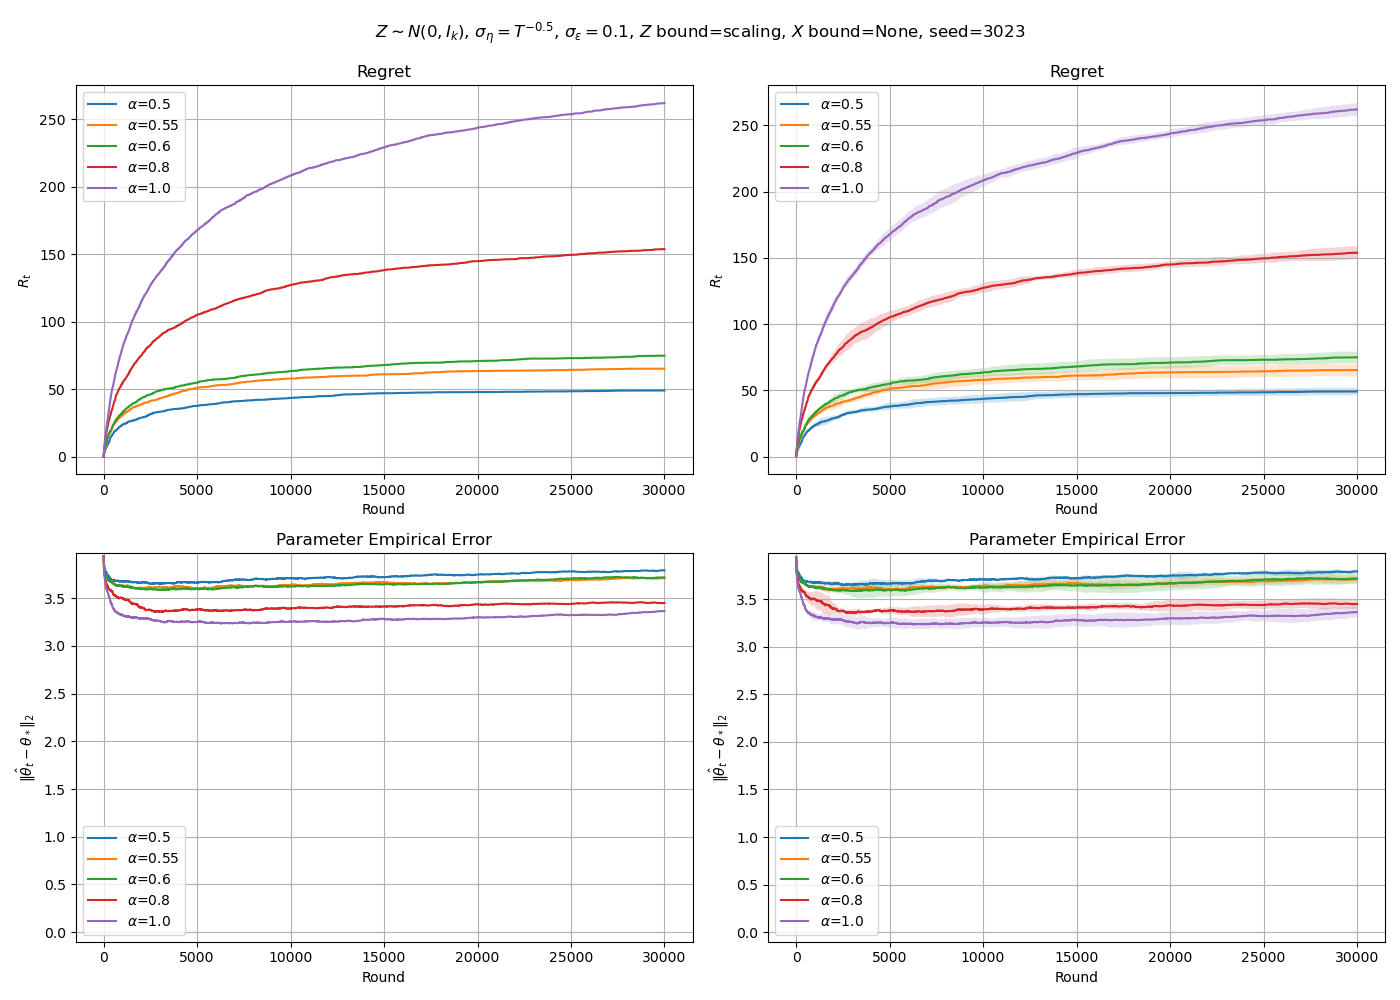 Z ∼ N(0, I_k), σ_η = T^{−0.5}, σ_ε = 0.1, Z bound=scaling, X bound=None, seed=3023
Regret
R_t
250
200
150
100
50
0
α=0.5
α=0.55
α=0.6
α=0.8
α=1.0
0 5000 10000 15000 20000 25000 30000
Round
Regret
R_t
250
200
150
100
50
0
α=0.5
α=0.55
α=0.6
α=0.8
α=1.0
0 5000 10000 15000 20000 25000 30000
Round
Parameter Empirical Error
‖θ̂_t − θ_*‖_2
3.5
3.0
2.5
2.0
1.5
1.0
0.5
0.0
α=0.5
α=0.55
α=0.6
α=0.8
α=1.0
0 5000 10000 15000 20000 25000 30000
Round
Parameter Empirical Error
‖θ̂_t − θ_*‖_2
3.5
3.0
2.5
2.0
1.5
1.0
0.5
0.0
α=0.5
α=0.55
α=0.6
α=0.8
α=1.0
0 5000 10000 15000 20000 25000 30000
Round